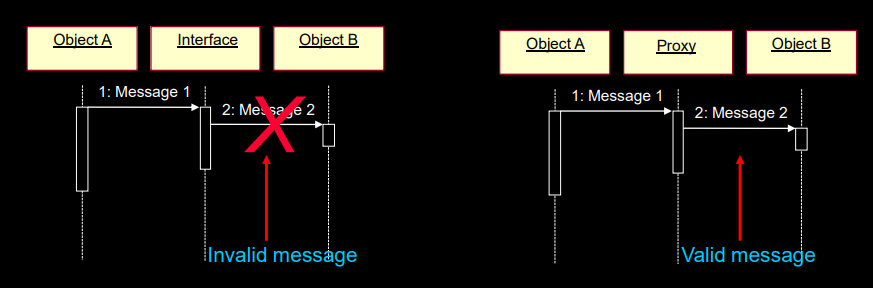 Object A
Interface
Object B
1: Message 1
2: Message 2
Invalid message
Object A
Proxy
Object B
1: Message 1
2: Message 2
Valid message